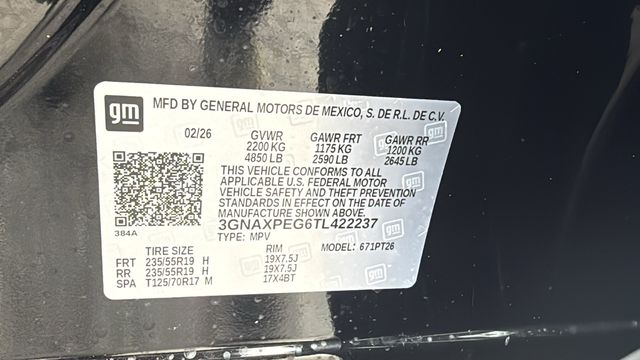 gm MFD BY GENERAL MOTORS DE MEXICO, S. DE R.L. DE C.V.
02/26 GVWR GAWR FRT GAWR RR
2200 KG 1175 KG 1200 KG
4850 LB 2590 LB 2645 LB
THIS VEHICLE CONFORMS TO ALL
APPLICABLE U.S. FEDERAL MOTOR
VEHICLE SAFETY AND THEFT PREVENTION
STANDARDS IN EFFECT ON THE DATE OF
MANUFACTURE SHOWN ABOVE.
384A 3GNAXPEG6TL422237
TYPE: MPV MODEL: 671PT26
TIRE SIZE RIM
FRT 235/55R19 H 19X7.5J
RR 235/55R19 H 19X7.5J
SPA T125/70R17 M 17X4BT